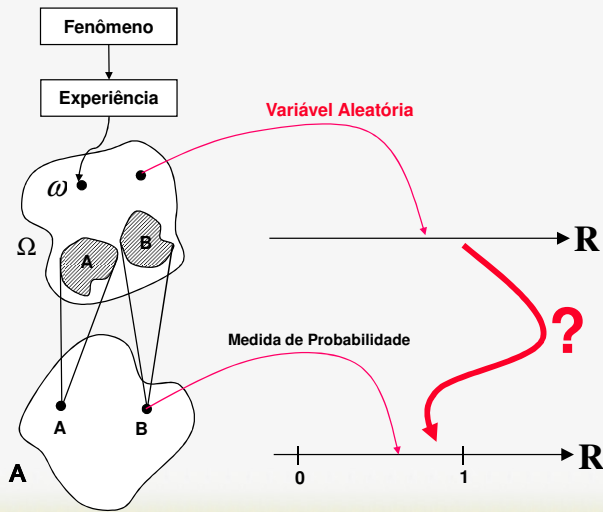 Fenômeno
Experiência
Variável Aleatória
ω
Ω
A
B
R
?
Medida de Probabilidade
A
B
A
0
1
R